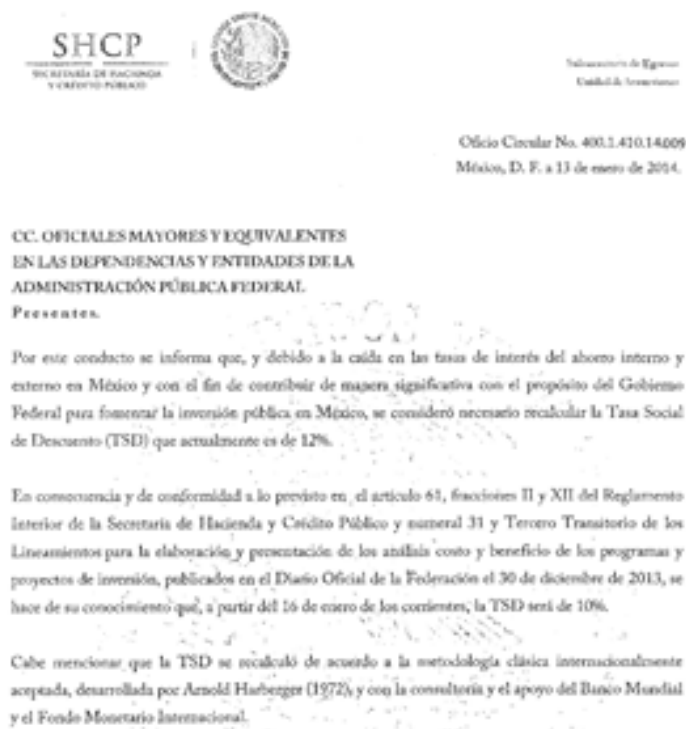 SHCP
SECRETARÍA DE HACIENDA
Y CRÉDITO PÚBLICO
Subsecretaría de Egresos
Unidad de Inversiones
Oficio Circular No. 400.1.410.14.009
México, D. F. a 13 de enero de 2014.
CC. OFICIALES MAYORES Y EQUIVALENTES
EN LAS DEPENDENCIAS Y ENTIDADES DE LA
ADMINISTRACIÓN PÚBLICA FEDERAL
Presentes.
Por este conducto se informa que, y debido a la caída en las tasas de interés del ahorro interno y
externo en México y con el fin de contribuir de manera significativa con el propósito del Gobierno
Federal para fomentar la inversión pública en México, se consideró necesario recalcular la Tasa Social
de Descuento (TSD) que actualmente es de 12%.
En consecuencia y de conformidad a lo previsto en el artículo 61, fracciones II y XII del Reglamento
Interior de la Secretaría de Hacienda y Crédito Público y numeral 31 y Tercero Transitorio de los
Lineamientos para la elaboración y presentación de los análisis costo y beneficio de los programas y
proyectos de inversión, publicados en el Diario Oficial de la Federación el 30 de diciembre de 2013, se
hace de su conocimiento que, a partir del 16 de enero de los corrientes, la TSD será de 10%.
Cabe mencionar que la TSD se recalculó de acuerdo a la metodología clásica internacionalmente
aceptada, desarrollada por Arnold Harberger (1972), y con la consultoría y el apoyo del Banco Mundial
y el Fondo Monetario Internacional.